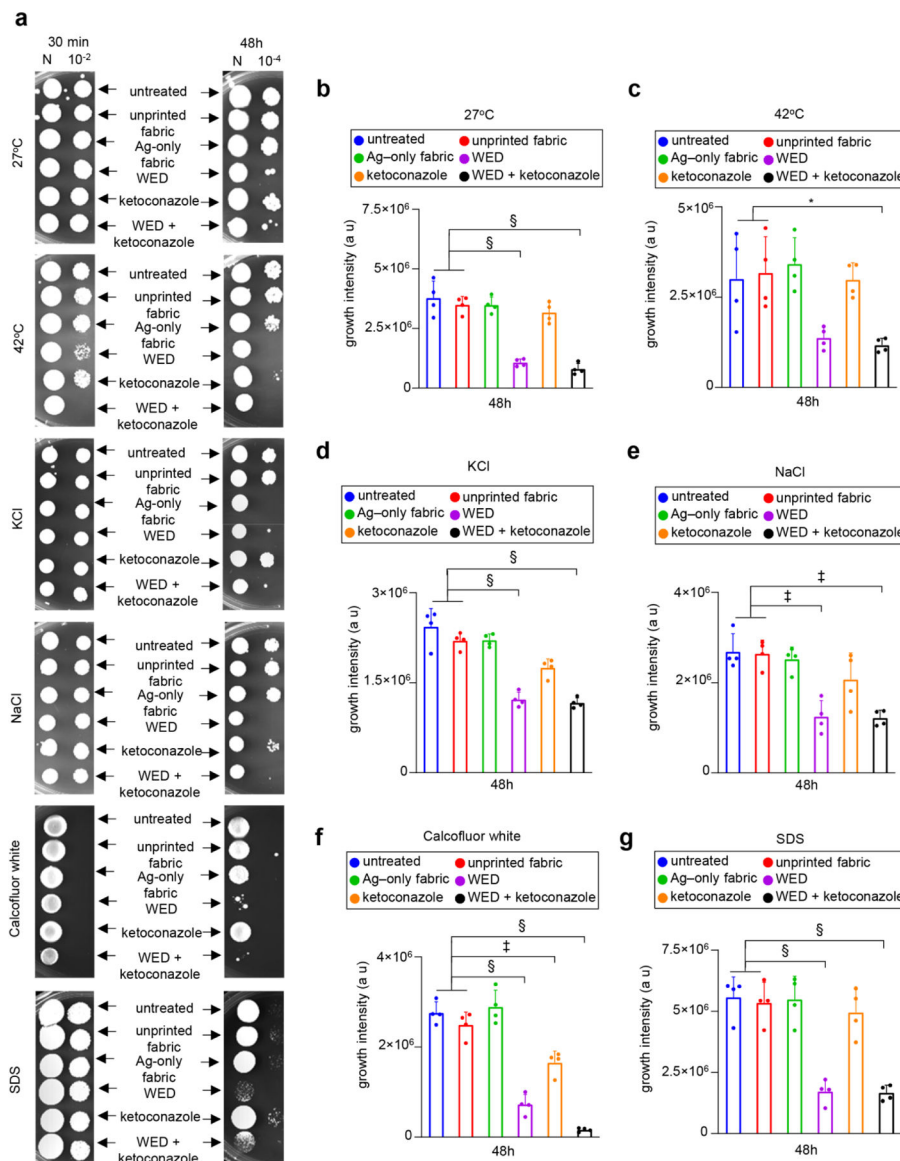 a
30 min
48h
N 10⁻²
N 10⁻⁴
27ºC
untreated
unprinted
fabric
Ag-only
fabric
WED
ketoconazole
WED +
ketoconazole
42ºC
untreated
unprinted
fabric
Ag-only
fabric
WED
ketoconazole
WED +
ketoconazole
KCl
untreated
unprinted
fabric
Ag-only
fabric
WED
ketoconazole
WED +
ketoconazole
NaCl
untreated
unprinted
fabric
Ag-only
fabric
WED
ketoconazole
WED +
ketoconazole
Calcofluor white
untreated
unprinted
fabric
Ag-only
fabric
WED
ketoconazole
WED +
ketoconazole
SDS
untreated
unprinted
fabric
Ag-only
fabric
WED
ketoconazole
WED +
ketoconazole
b
27ºC
untreated unprinted fabric
Ag–only fabric WED
ketoconazole WED + ketoconazole
growth intensity (a u)
7.5×10⁶
5×10⁶
2.5×10⁶
0
§
§
48h
c
42ºC
untreated unprinted fabric
Ag–only fabric WED
ketoconazole WED + ketoconazole
growth intensity (a u)
5×10⁶
2.5×10⁶
0
*
48h
d
KCl
untreated unprinted fabric
Ag–only fabric WED
ketoconazole WED + ketoconazole
growth intensity (a u)
3×10⁶
1.5×10⁶
0
§
§
48h
e
NaCl
untreated unprinted fabric
Ag–only fabric WED
ketoconazole WED + ketoconazole
growth intensity (a u)
4×10⁶
2×10⁶
0
‡
‡
48h
f
Calcofluor white
untreated unprinted fabric
Ag–only fabric WED
ketoconazole WED + ketoconazole
growth intensity (a u)
4×10⁶
2×10⁶
0
§
‡
§
48h
g
SDS
untreated unprinted fabric
Ag–only fabric WED
ketoconazole WED + ketoconazole
growth intensity (a u)
7.5×10⁶
5×10⁶
2.5×10⁶
0
§
§
48h